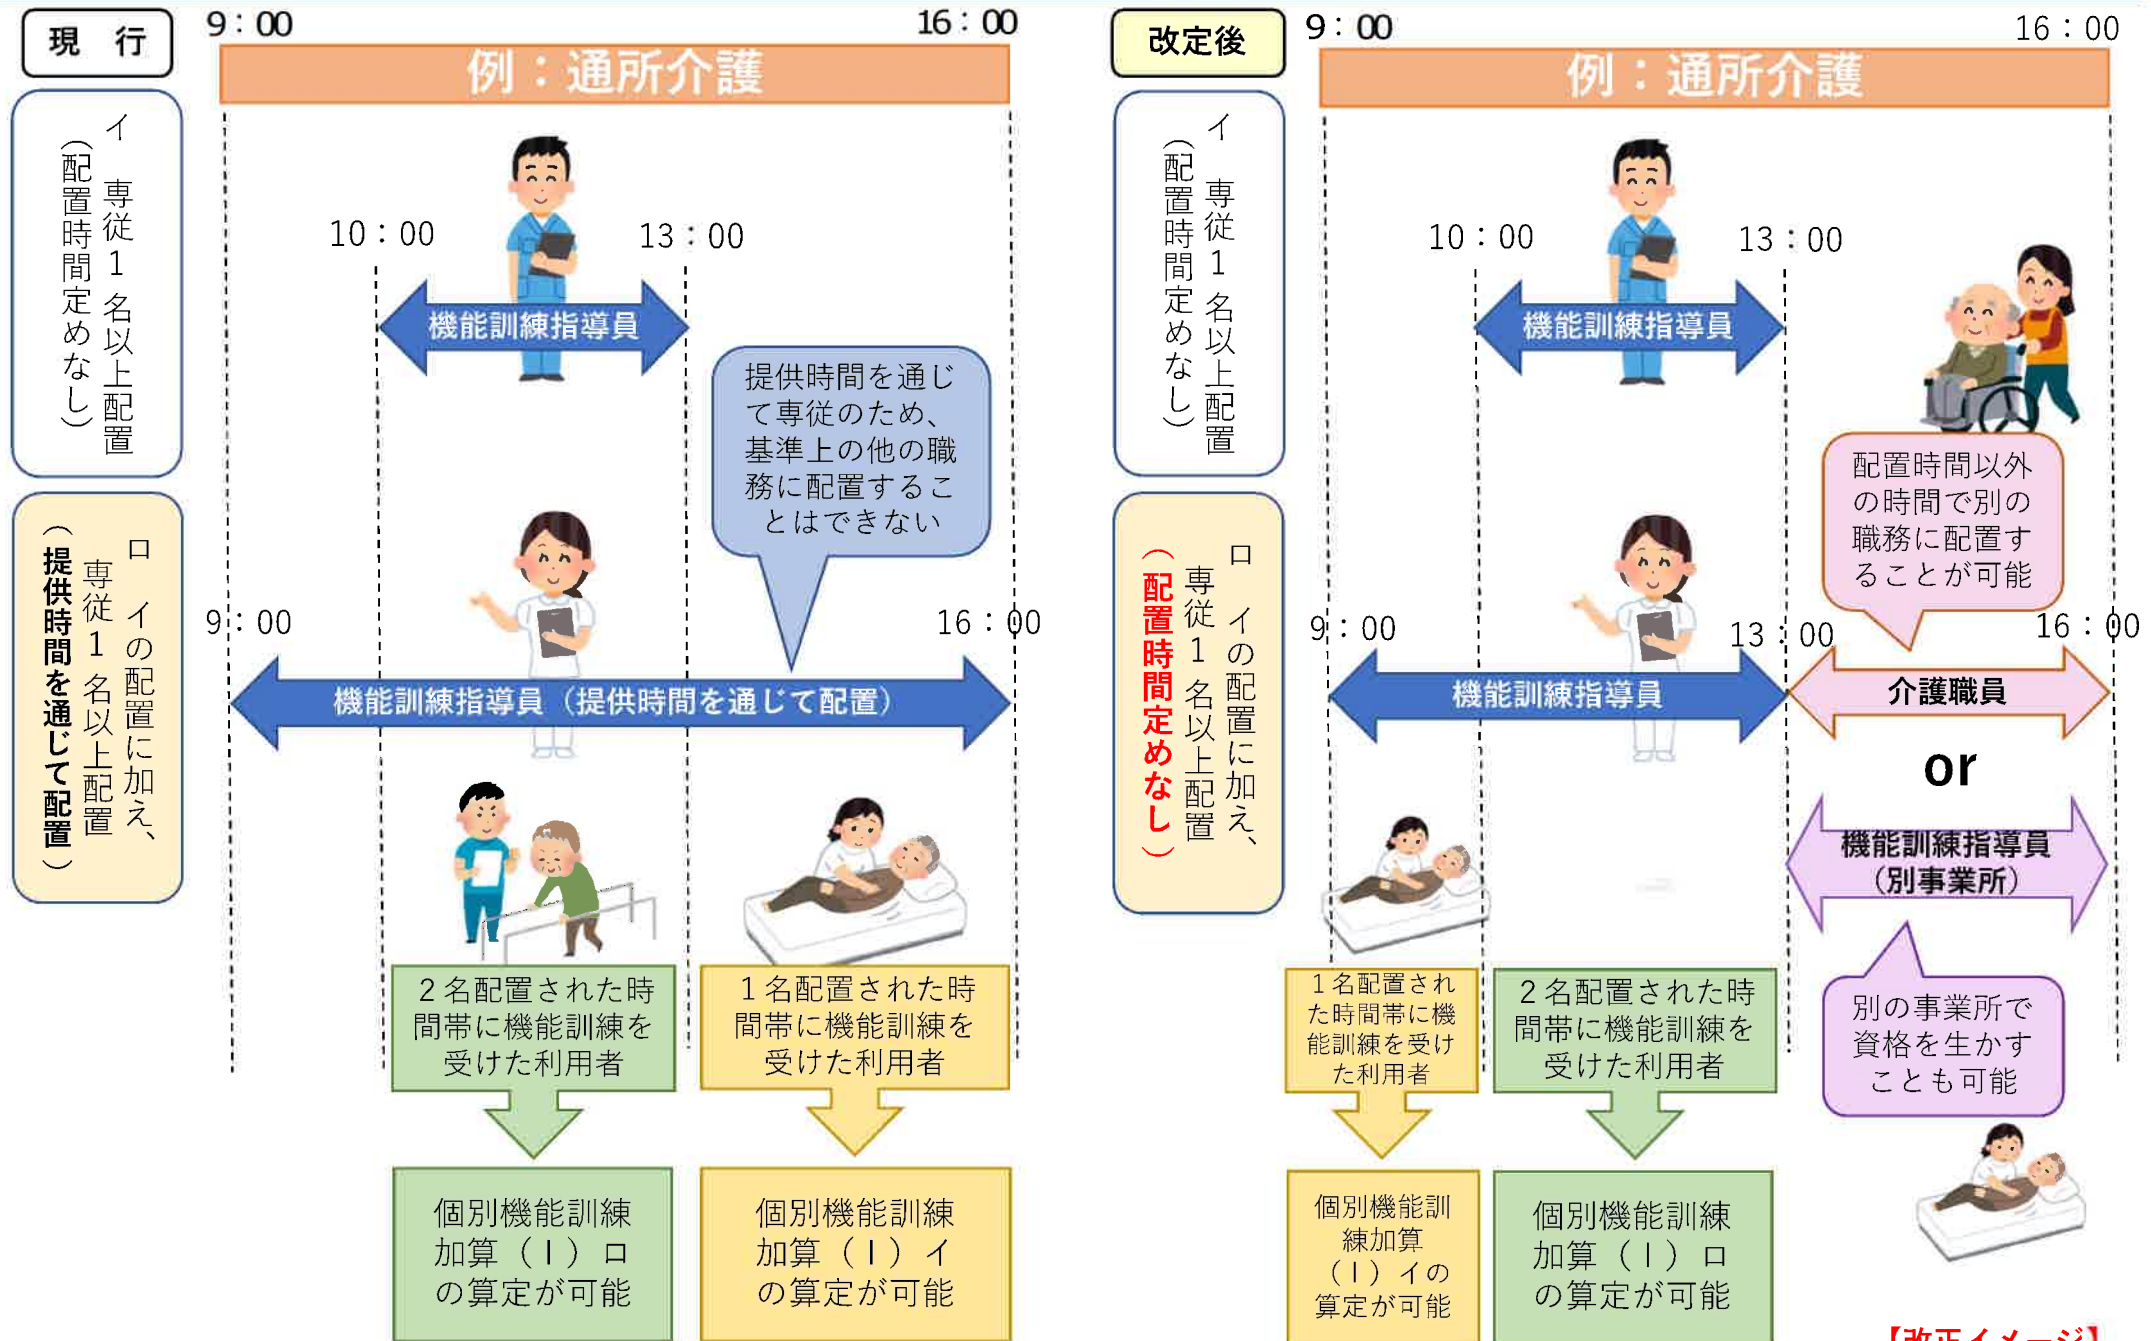 現　行
9：00
16：00
例：通所介護
イ　専従1名以上配置
（配置時間定めなし）
10：00
13：00
機能訓練指導員
提供時間を通じ
て専従のため、
基準上の他の職
務に配置するこ
とはできない
ロ　イの配置に加え、
専従1名以上配置
（提供時間を通じて配置）
9：00
16：00
機能訓練指導員（提供時間を通じて配置）
2名配置された時
間帯に機能訓練を
受けた利用者
1名配置された時
間帯に機能訓練を
受けた利用者
個別機能訓練
加算（Ⅰ）ロ
の算定が可能
個別機能訓練
加算（Ⅰ）イ
の算定が可能
改定後
9：00
16：00
例：通所介護
イ　専従1名以上配置
（配置時間定めなし）
10：00
13：00
機能訓練指導員
配置時間以外
の時間で別の
職務に配置す
ることが可能
ロ　イの配置に加え、
専従1名以上配置
（配置時間定めなし）
9：00
13：00
16：00
機能訓練指導員
介護職員
or
機能訓練指導員
（別事業所）
1名配置され
た時間帯に機
能訓練を受け
た利用者
2名配置された時
間帯に機能訓練を
受けた利用者
別の事業所で
資格を生かす
ことも可能
個別機能訓
練加算
（Ⅰ）イの
算定が可能
個別機能訓練
加算（Ⅰ）ロ
の算定が可能
【改正イメージ】